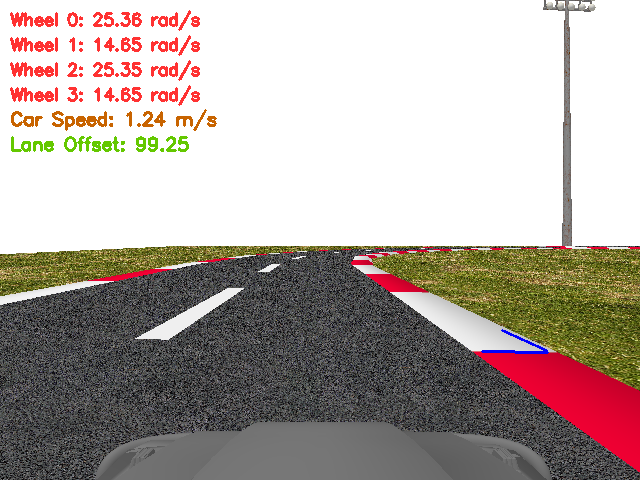 Wheel 0: 25.36 rad/s
Wheel 1: 14.65 rad/s
Wheel 2: 25.35 rad/s
Wheel 3: 14.65 rad/s
Car Speed: 1.24 m/s
Lane Offset: 99.25